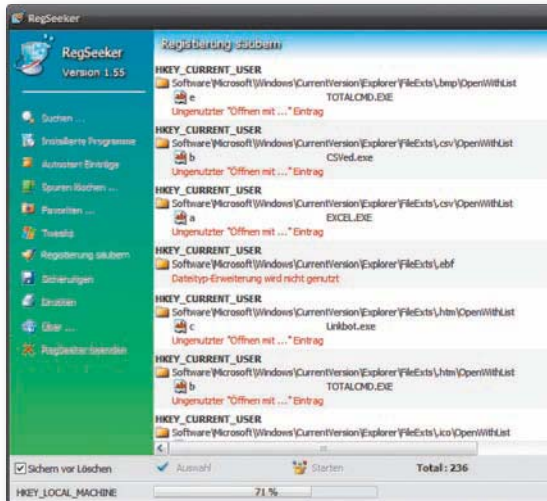 RegSeeker
RegSeeker
Version 1.55
Suchen ...
Installierte Programme
Autostart Einträge
Spuren löschen ...
Favoriten ...
Tweaks
Registierung säubern
Sicherungen
Einstellen
Über ...
RegSeeker beenden
Registierung säubern
HKEY_CURRENT_USER
Software\Microsoft\Windows\CurrentVersion\Explorer\FileExts\.bmp\OpenWithList
e TOTALCMD.EXE
Ungenutzter "Öffnen mit ..." Eintrag
HKEY_CURRENT_USER
Software\Microsoft\Windows\CurrentVersion\Explorer\FileExts\.csv\OpenWithList
b CSVed.exe
Ungenutzter "Öffnen mit ..." Eintrag
HKEY_CURRENT_USER
Software\Microsoft\Windows\CurrentVersion\Explorer\FileExts\.csv\OpenWithList
a EXCEL.EXE
Ungenutzter "Öffnen mit ..." Eintrag
HKEY_CURRENT_USER
Software\Microsoft\Windows\CurrentVersion\Explorer\FileExts\.ebf
Dateityp-Erweiterung wird nicht genutzt
HKEY_CURRENT_USER
Software\Microsoft\Windows\CurrentVersion\Explorer\FileExts\.htm\OpenWithList
c Linkbot.exe
Ungenutzter "Öffnen mit ..." Eintrag
HKEY_CURRENT_USER
Software\Microsoft\Windows\CurrentVersion\Explorer\FileExts\.htm\OpenWithList
b TOTALCMD.EXE
Ungenutzter "Öffnen mit ..." Eintrag
HKEY_CURRENT_USER
Software\Microsoft\Windows\CurrentVersion\Explorer\FileExts\.ico\OpenWithList
Sichern vor Löschen
Auswahl
Starten
Total : 236
HKEY_LOCAL_MACHINE
71 %